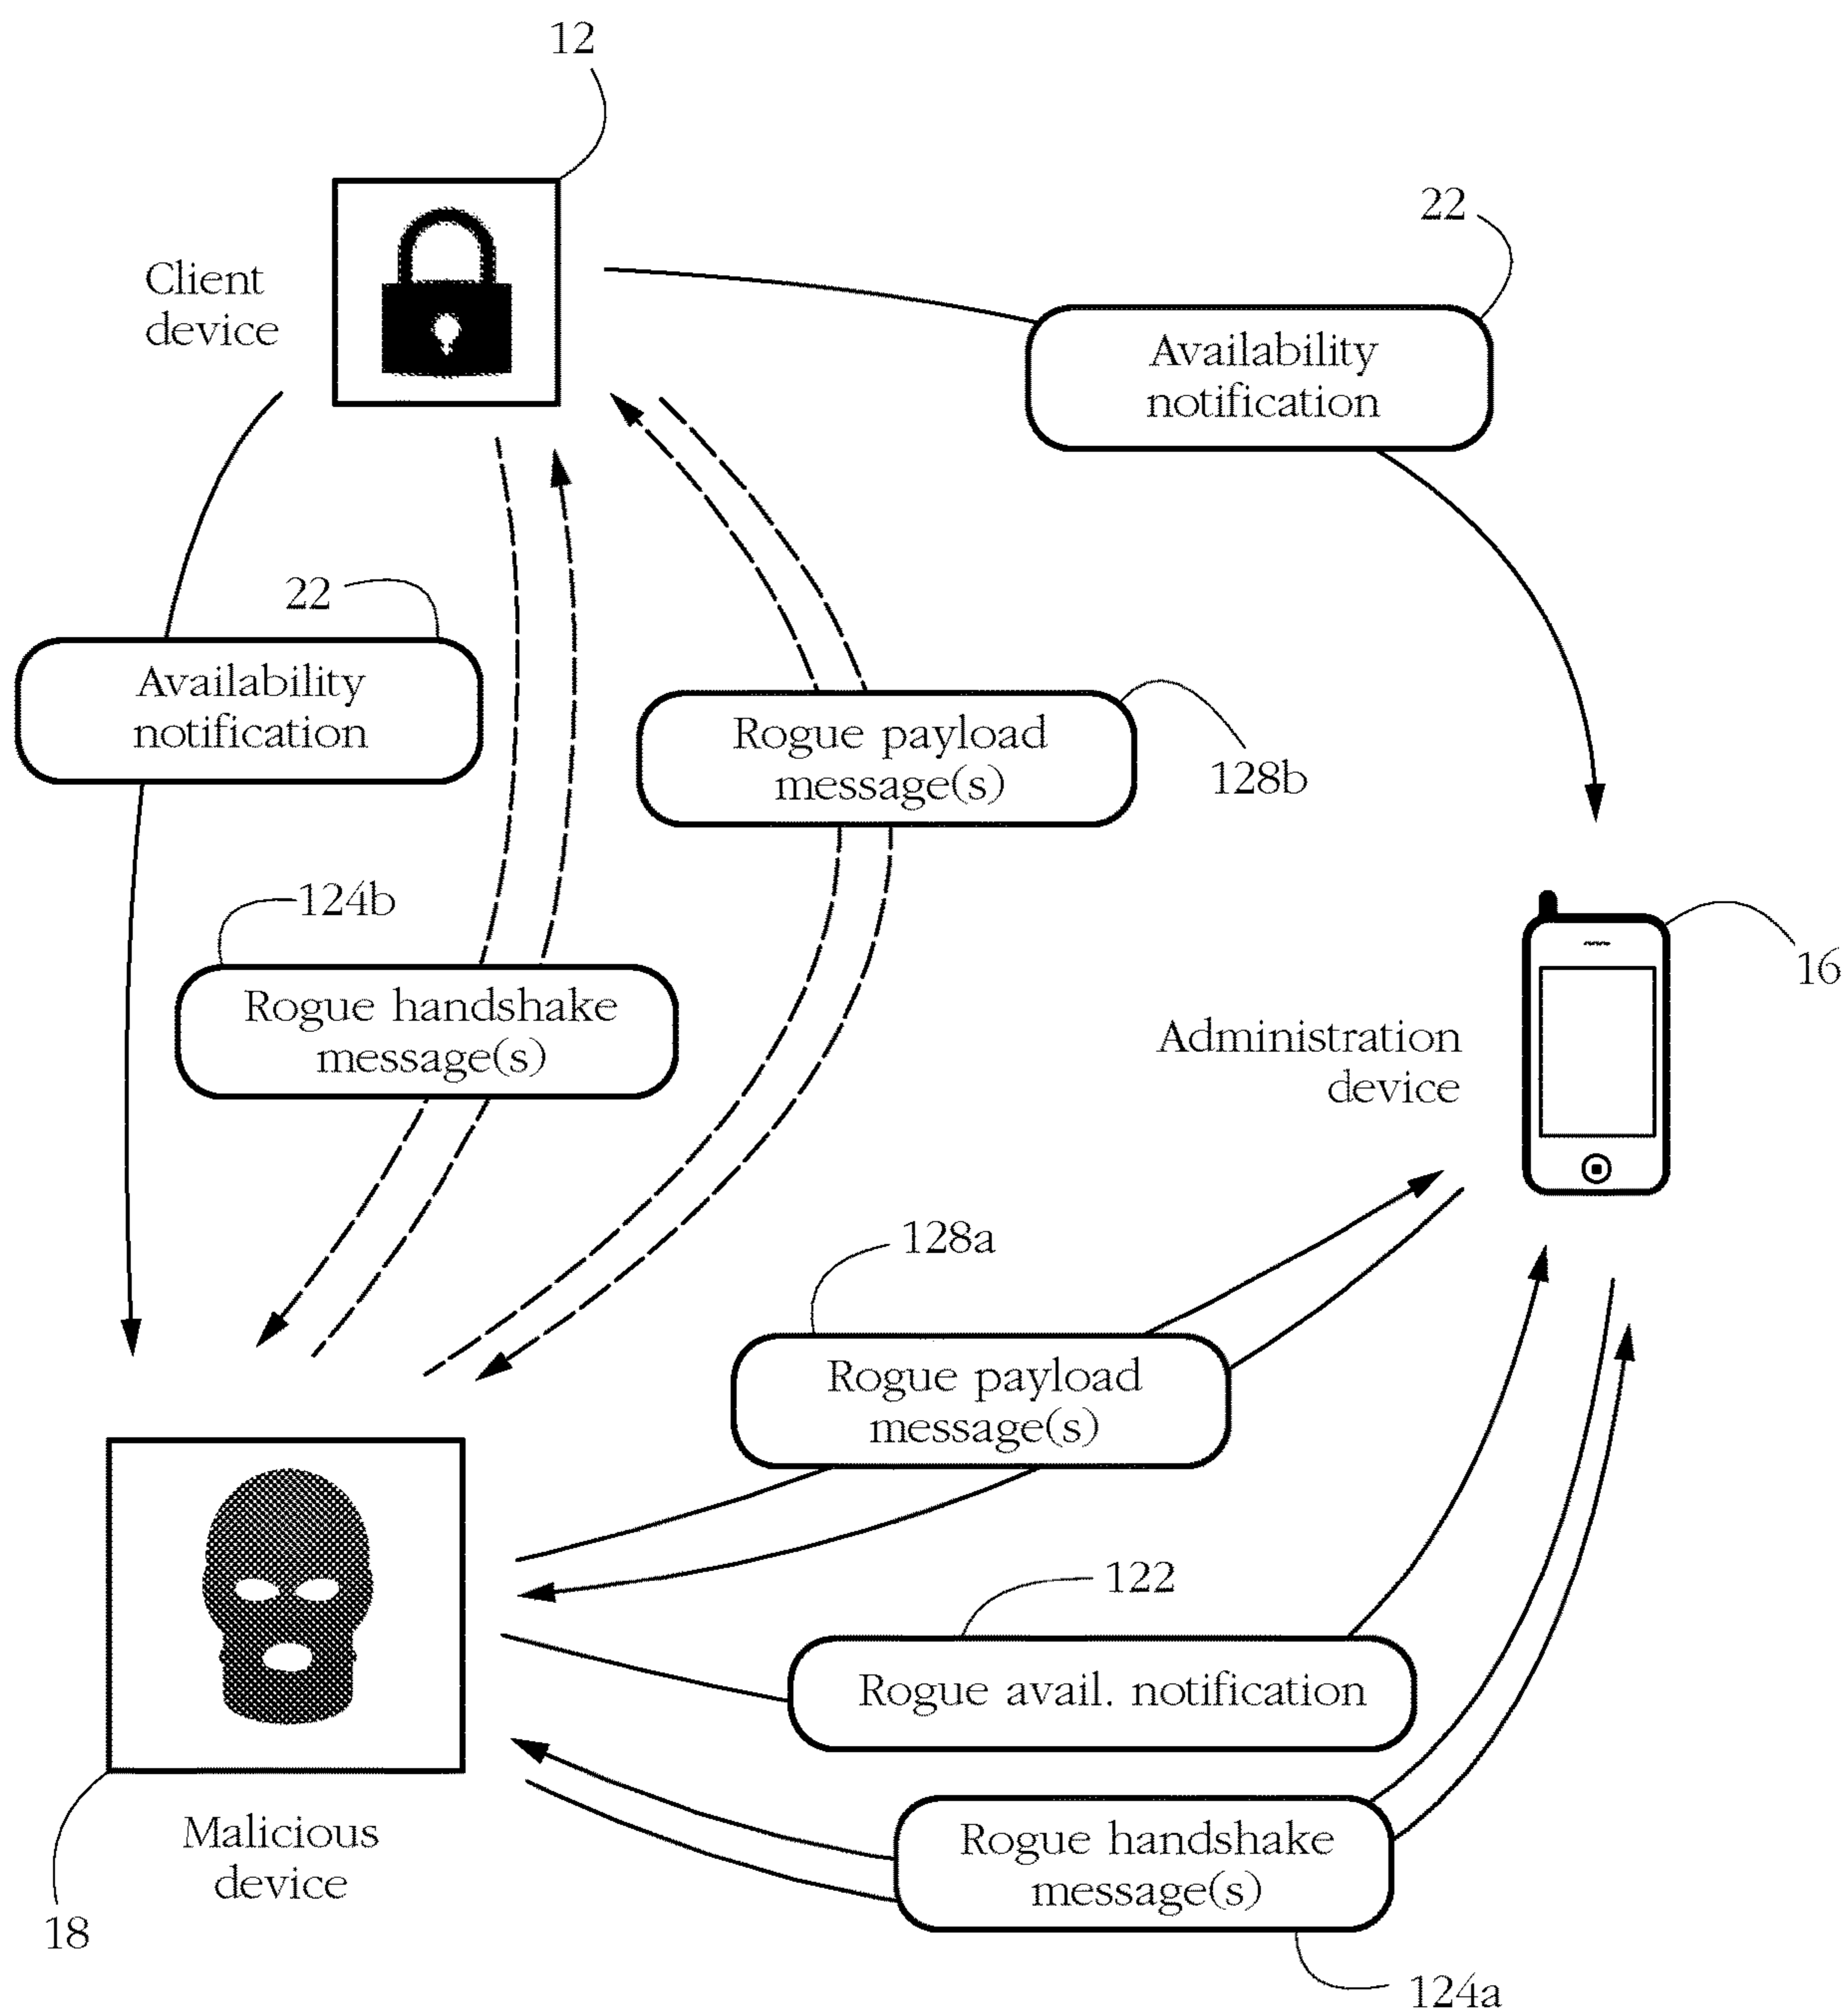 12
22
Client
device
Availability
notification
22
Availability
notification
Rogue payload
message(s)
128b
124b
16
Rogue handshake
message(s)
Administration
device
128a
Rogue payload
message(s)
122
Rogue avail. notification
Malicious
device
Rogue handshake
message(s)
18
124a